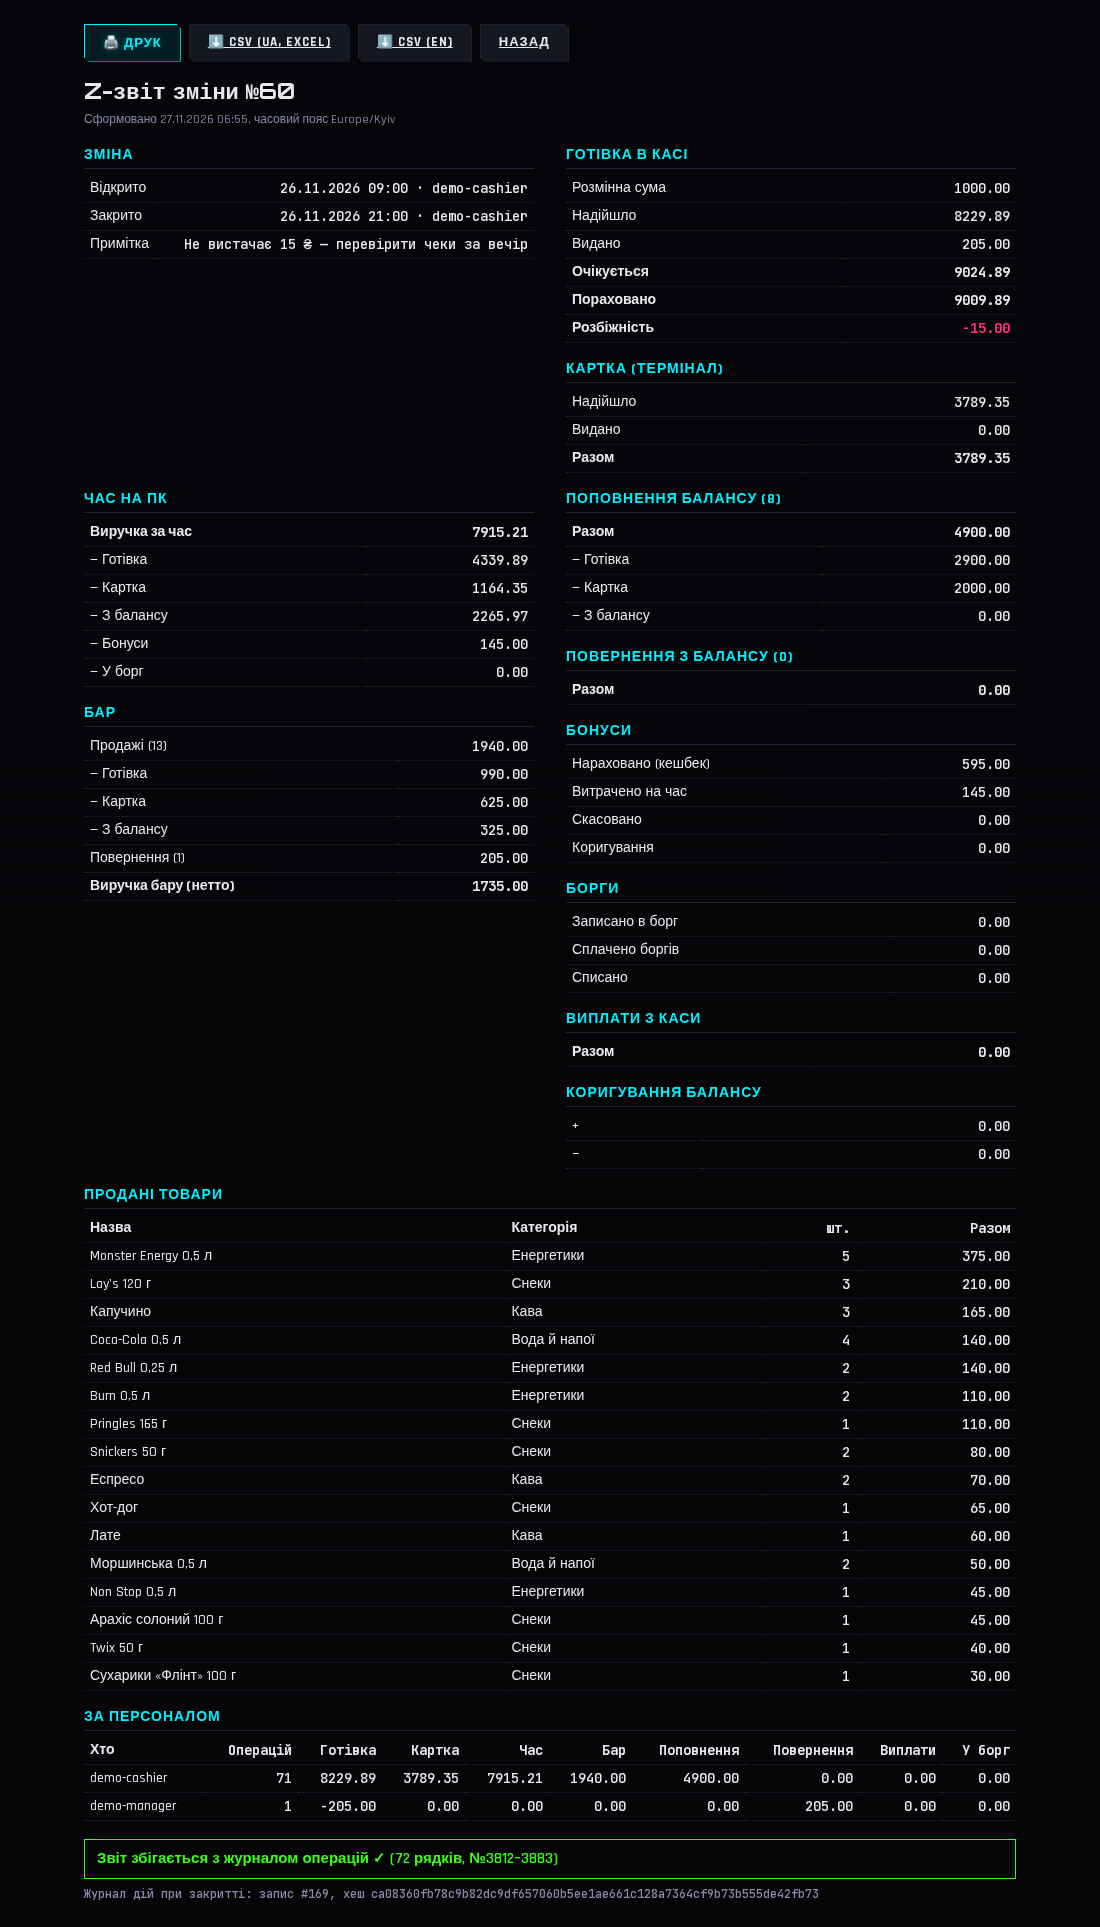 🖨️ ДРУК
⬇️ CSV (UA, EXCEL)
⬇️ CSV (EN)
НАЗАД
Z-звіт зміни №60
Сформовано 27.11.2026 06:55, часовий пояс Europe/Kyiv
ЗМІНА
Відкрито 26.11.2026 09:00 · demo-cashier
Закрито 26.11.2026 21:00 · demo-cashier
Примітка Не вистачає 15 ₴ — перевірити чеки за вечір
ГОТІВКА В КАСІ
Розмінна сума 1000.00
Надійшло 8229.89
Видано 205.00
Очікується 9024.89
Пораховано 9009.89
Розбіжність -15.00
КАРТКА (ТЕРМІНАЛ)
Надійшло 3789.35
Видано 0.00
Разом 3789.35
ЧАС НА ПК
Виручка за час 7915.21
– Готівка 4339.89
– Картка 1164.35
– З балансу 2265.97
– Бонуси 145.00
– У борг 0.00
БАР
Продажі (13) 1940.00
– Готівка 990.00
– Картка 625.00
– З балансу 325.00
Повернення (1) 205.00
Виручка бару (нетто) 1735.00
ПОПОВНЕННЯ БАЛАНСУ (8)
Разом 4900.00
– Готівка 2900.00
– Картка 2000.00
– З балансу 0.00
ПОВЕРНЕННЯ З БАЛАНСУ (0)
Разом 0.00
БОНУСИ
Нараховано (кешбек) 595.00
Витрачено на час 145.00
Скасовано 0.00
Коригування 0.00
БОРГИ
Записано в борг 0.00
Сплачено боргів 0.00
Списано 0.00
ВИПЛАТИ З КАСИ
Разом 0.00
КОРИГУВАННЯ БАЛАНСУ
+ 0.00
– 0.00
ПРОДАНІ ТОВАРИ
Назва Категорія шт. Разом
Monster Energy 0,5 л Енергетики 5 375.00
Lay's 120 г Снеки 3 210.00
Капучино Кава 3 165.00
Coca-Cola 0,5 л Вода й напої 4 140.00
Red Bull 0,25 л Енергетики 2 140.00
Burn 0,5 л Енергетики 2 110.00
Pringles 165 г Снеки 1 110.00
Snickers 50 г Снеки 2 80.00
Еспресо Кава 2 70.00
Хот-дог Снеки 1 65.00
Лате Кава 1 60.00
Моршинська 0,5 л Вода й напої 2 50.00
Non Stop 0,5 л Енергетики 1 45.00
Арахіс солоний 100 г Снеки 1 45.00
Twix 50 г Снеки 1 40.00
Сухарики «Флінт» 100 г Снеки 1 30.00
ЗА ПЕРСОНАЛОМ
Хто Операцій Готівка Картка Час Бар Поповнення Повернення Виплати У борг
demo-cashier 71 8229.89 3789.35 7915.21 1940.00 4900.00 0.00 0.00 0.00
demo-manager 1 -205.00 0.00 0.00 0.00 0.00 205.00 0.00 0.00
Звіт збігається з журналом операцій ✓ (72 рядків, №3812–3883)
Журнал дій при закритті: запис #169, хеш ca08360fb78c9b82dc9df657060b5ee1ae661c128a7364cf9b73b555de42fb73